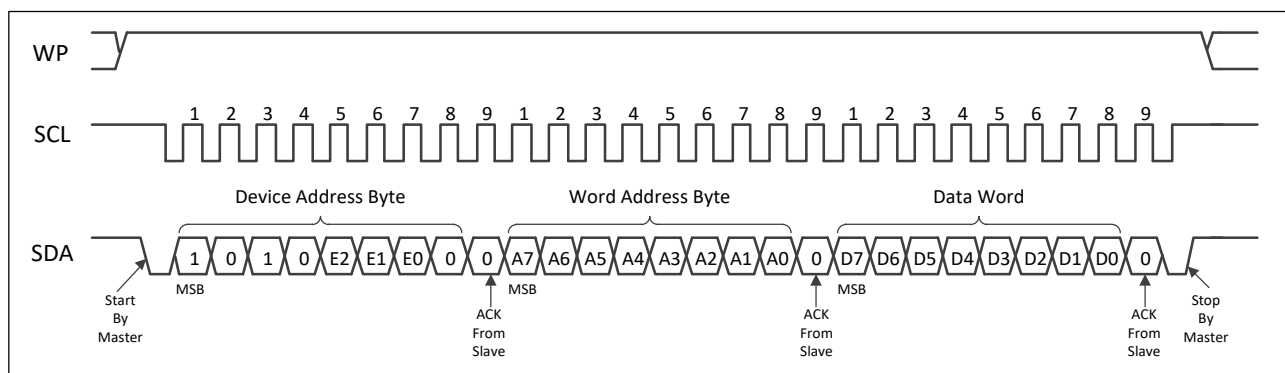 WP
1 2 3 4 5 6 7 8 9 1 2 3 4 5 6 7 8 9 1 2 3 4 5 6 7 8 9
SCL
Device Address Byte Word Address Byte Data Word
SDA
1 0 1 0 E2 E1 E0 0 0 A7 A6 A5 A4 A3 A2 A1 A0 0 D7 D6 D5 D4 D3 D2 D1 D0 0
MSB MSB MSB
Start
By
Master
ACK
From
Slave
ACK
From
Slave
ACK
From
Slave
Stop
By
Master